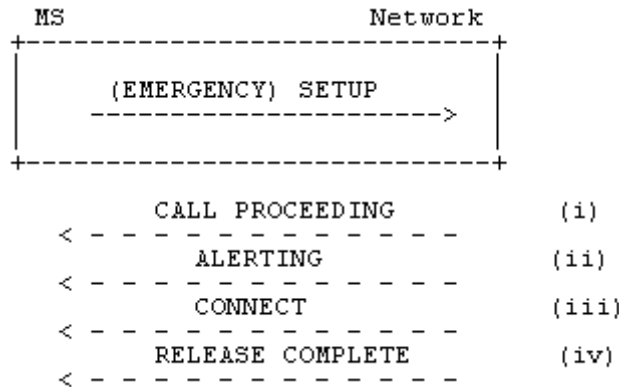 MS Network
(EMERGENCY) SETUP
CALL PROCEEDING (i)
ALERTING (ii)
CONNECT (iii)
RELEASE COMPLETE (iv)